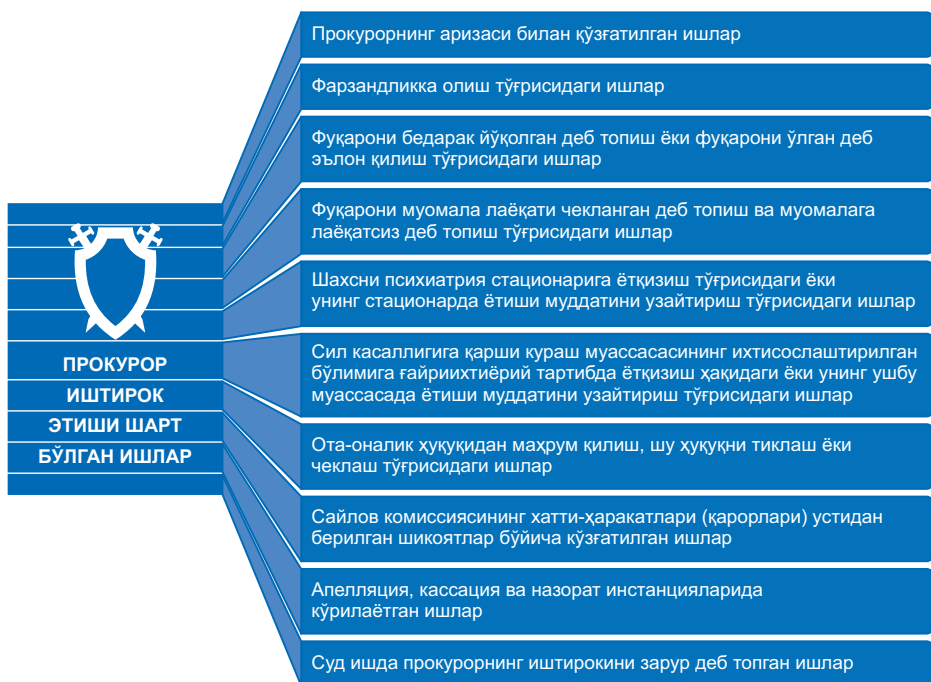 Прокурорнинг аризаси билан қўзғатилган ишлар
Фарзандликка олиш тўғрисидаги ишлар
Фуқарони бедарак йўқолган деб топиш ёки фуқарони ўлган деб
эълон қилиш тўғрисидаги ишлар
Фуқарони муомала лаёқати чекланган деб топиш ва муомалага
лаёқатсиз деб топиш тўғрисидаги ишлар
Шахсни психиатрия стационарига ётқизиш тўғрисидаги ёки
унинг стационарда ётиши муддатини узайтириш тўғрисидаги ишлар
Сил касаллигига қарши кураш муассасасининг ихтисослаштирилган
бўлимига ғайриихтиёрий тартибда ётқизиш ҳақидаги ёки унинг ушбу
муассасада ётиши муддатини узайтириш тўғрисидаги ишлар
Ота-оналик ҳуқуқидан маҳрум қилиш, шу ҳуқуқни тиклаш ёки
чеклаш тўғрисидаги ишлар
Сайлов комиссиясининг хатти-ҳаракатлари (қарорлари) устидан
берилган шикоятлар бўйича кўзғатилган ишлар
Апелляция, кассация ва назорат инстанцияларида
кўрилаётган ишлар
Суд ишда прокурорнинг иштирокини зарур деб топган ишлар
ПРОКУРОР
ИШТИРОК
ЭТИШИ ШАРТ
БЎЛГАН ИШЛАР